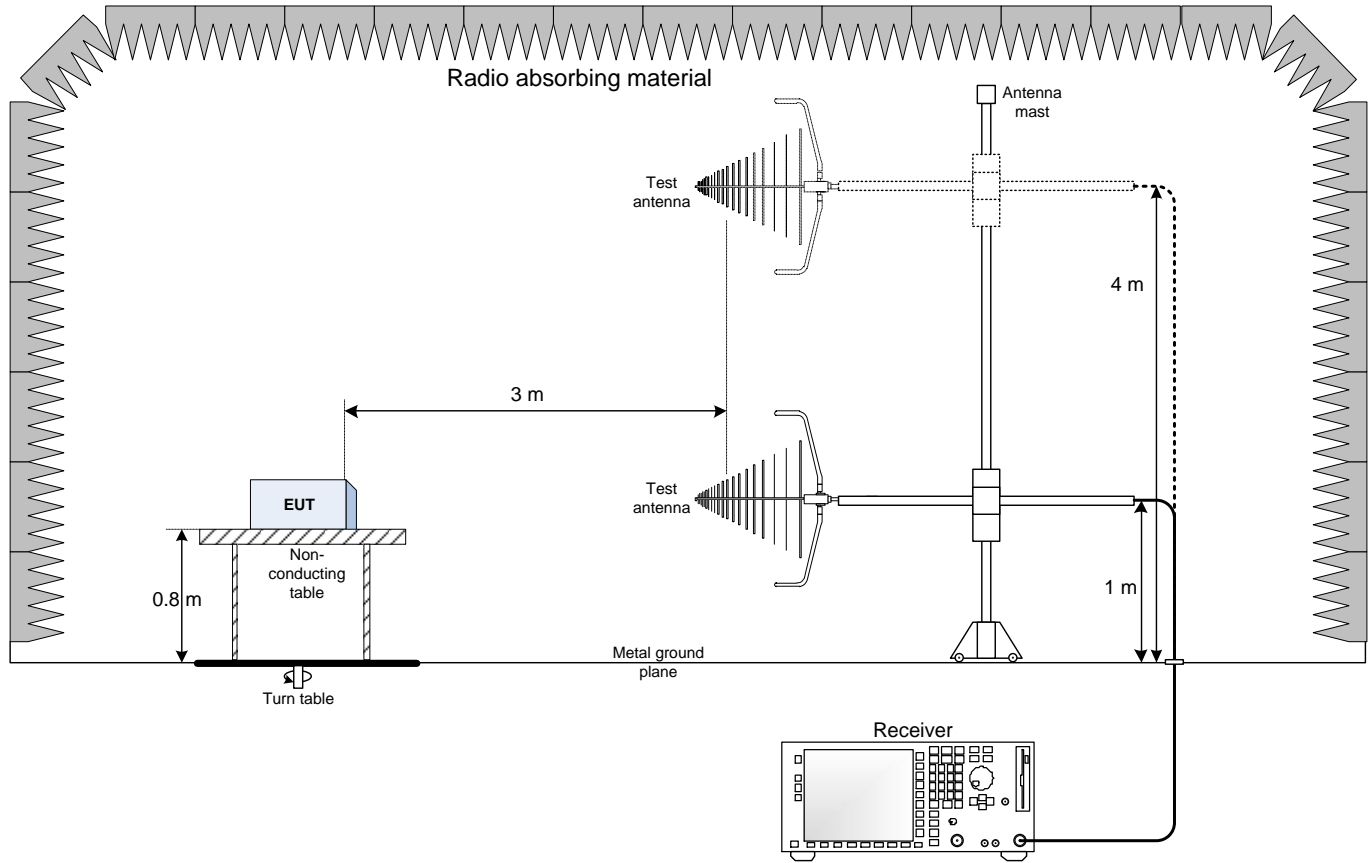 Radio absorbing material
Antenna
mast
Test
antenna
4 m
3 m
Test
antenna
EUT
Non-
conducting
table
0.8 m
1 m
Metal ground
plane
Turn table
Receiver